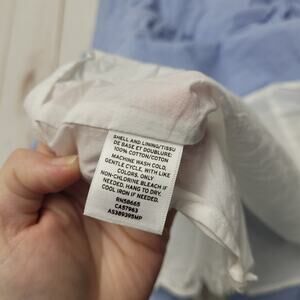 SHELL AND LINING/TISSU
DE BASE ET DOUBLURE:
100% COTTON/COTON
MACHINE WASH COLD,
GENTLE CYCLE, WITH LIKE
COLORS. ONLY
NON-CHLORINE BLEACH IF
NEEDED. HANG TO DRY.
COOL IRON IF NEEDED.
RN58665
CA57963
AS389395MP